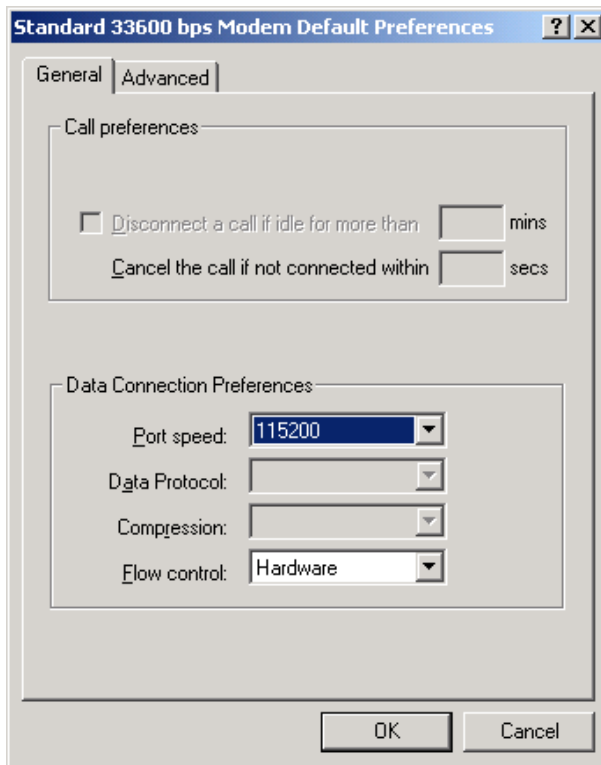 Standard 33600 bps Modem Default Preferences
General Advanced
Call preferences
Disconnect a call if idle for more than mins
Cancel the call if not connected within secs
Data Connection Preferences
Port speed: 115200
Data Protocol:
Compression:
Flow control: Hardware
OK Cancel